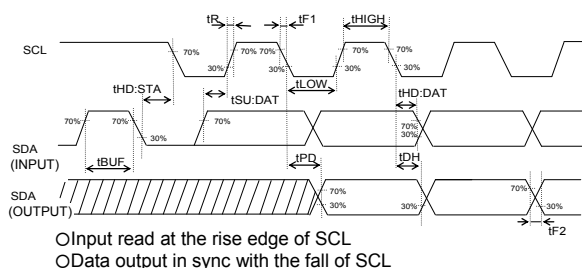 tR tF1 tHIGH
SCL
70% 70% 70% 70% 70%
30% 30% 30% 30%
tHD:STA tSU:DAT tLOW tHD:DAT
SDA
(INPUT)
70% 70% 70% 70%
30% 30%
tBUF tPD tDH
SDA
(OUTPUT)
70% 70%
30% 30% 30%
tF2
○Input read at the rise edge of SCL
○Data output in sync with the fall of SCL